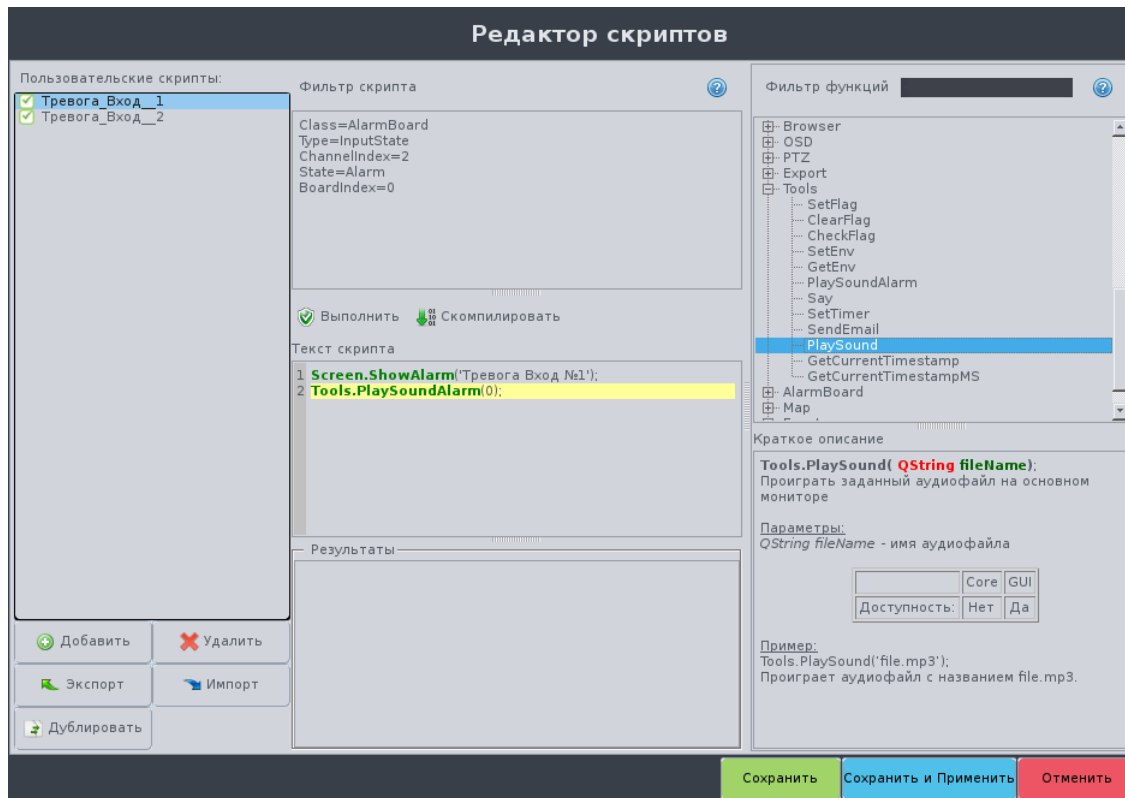 Редактор скриптов
Пользовательские скрипты:
Тревога_Вход__1
Тревога_Вход__2
Добавить
Удалить
Экспорт
Импорт
Дублировать
Фильтр скрипта
Class=AlarmBoard
Type=InputState
ChannelIndex=2
State=Alarm
BoardIndex=0
Выполнить
Скомпилировать
Текст скрипта
1 Screen.ShowAlarm('Тревога Вход №1');
2 Tools.PlaySoundAlarm(0);
Результаты
Фильтр функций
Browser
OSD
PTZ
Export
Tools
SetFlag
ClearFlag
CheckFlag
SetEnv
GetEnv
PlaySoundAlarm
Say
SetTimer
SendEmail
PlaySound
GetCurrentTimestamp
GetCurrentTimestampMS
AlarmBoard
Map
Краткое описание
Tools.PlaySound( QString fileName);
Проиграть заданный аудиофайл на основном
мониторе
Параметры:
QString fileName - имя аудиофайла
Core GUI
Доступность: Нет Да
Пример:
Tools.PlaySound('file.mp3');
Проиграет аудиофайл с названием file.mp3.
Сохранить
Сохранить и Применить
Отменить